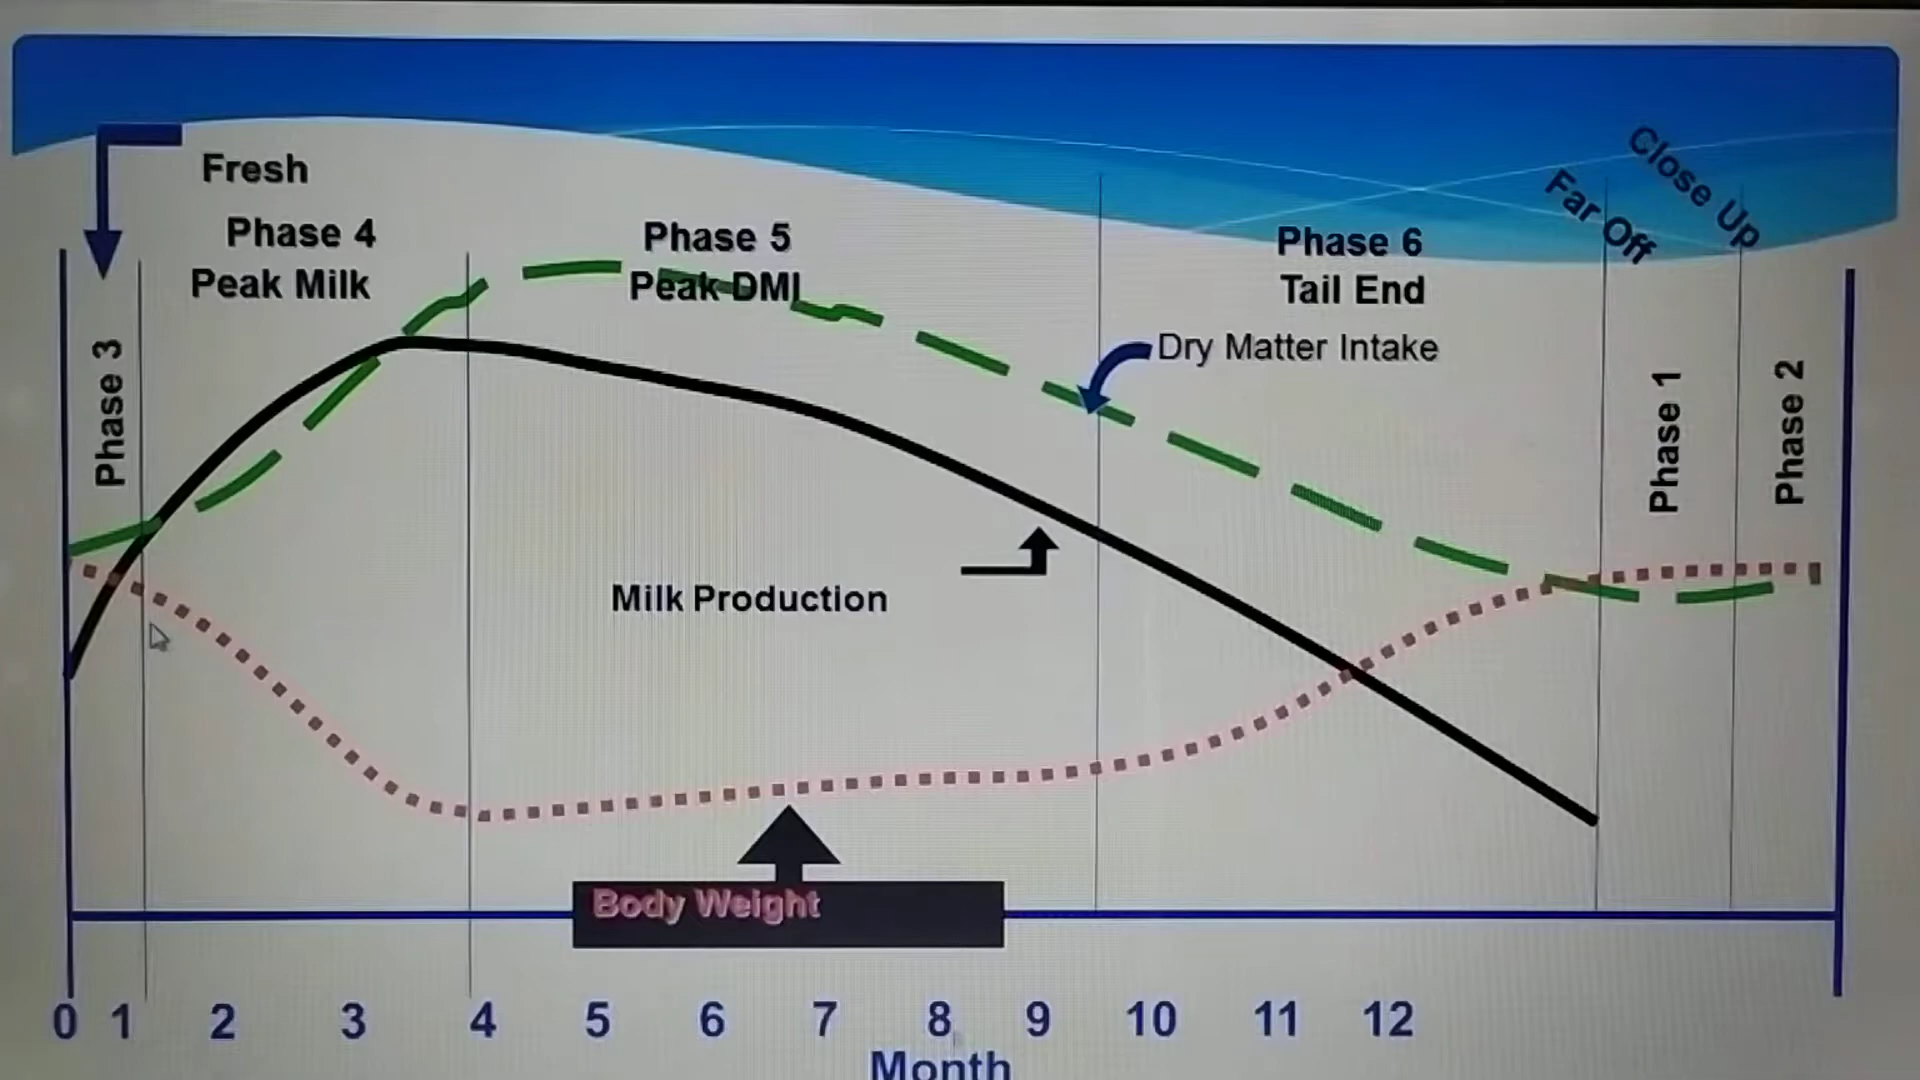 Fresh
Close Up
Far Off
Phase 4
Peak Milk
Phase 5
Peak DMI
Phase 6
Tail End
Dry Matter Intake
Phase 3
Phase 1
Phase 2
Milk Production
Body Weight
0 1 2 3 4 5 6 7 8 9 10 11 12
Month